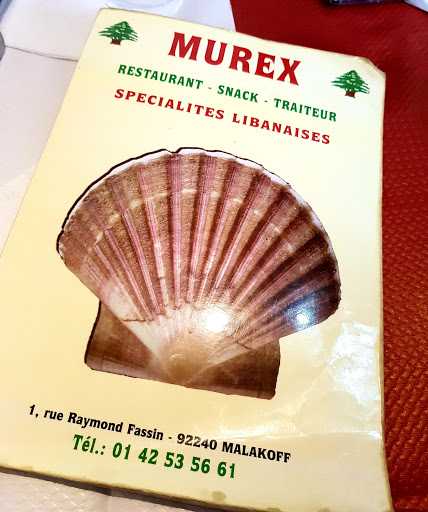 MUREX
RESTAURANT - SNACK - TRAITEUR
SPECIALITES LIBANAISES
1, rue Raymond Fassin - 92240 MALAKOFF
Tél.: 01 42 53 56 61